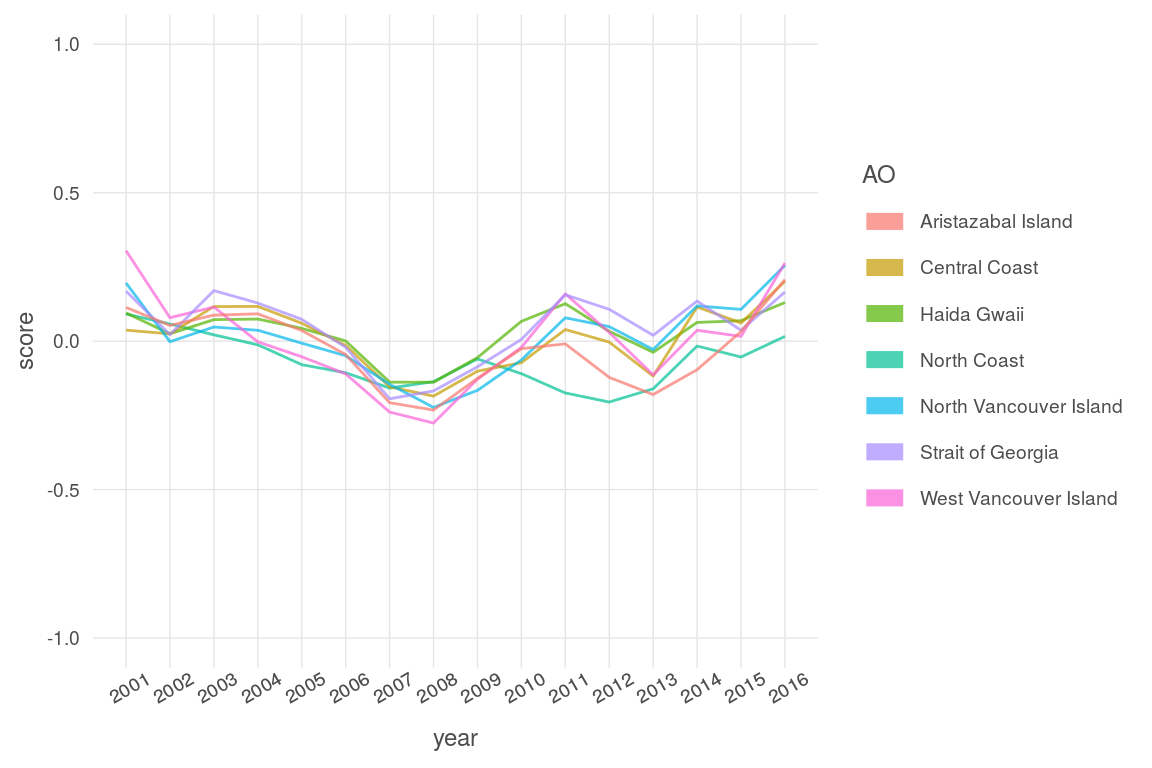 1.0
0.5
0.0
-0.5
-1.0
score
2001 2002 2003 2004 2005 2006 2007 2008 2009 2010 2011 2012 2013 2014 2015 2016
year
AO
Aristazabal Island
Central Coast
Haida Gwaii
North Coast
North Vancouver Island
Strait of Georgia
West Vancouver Island